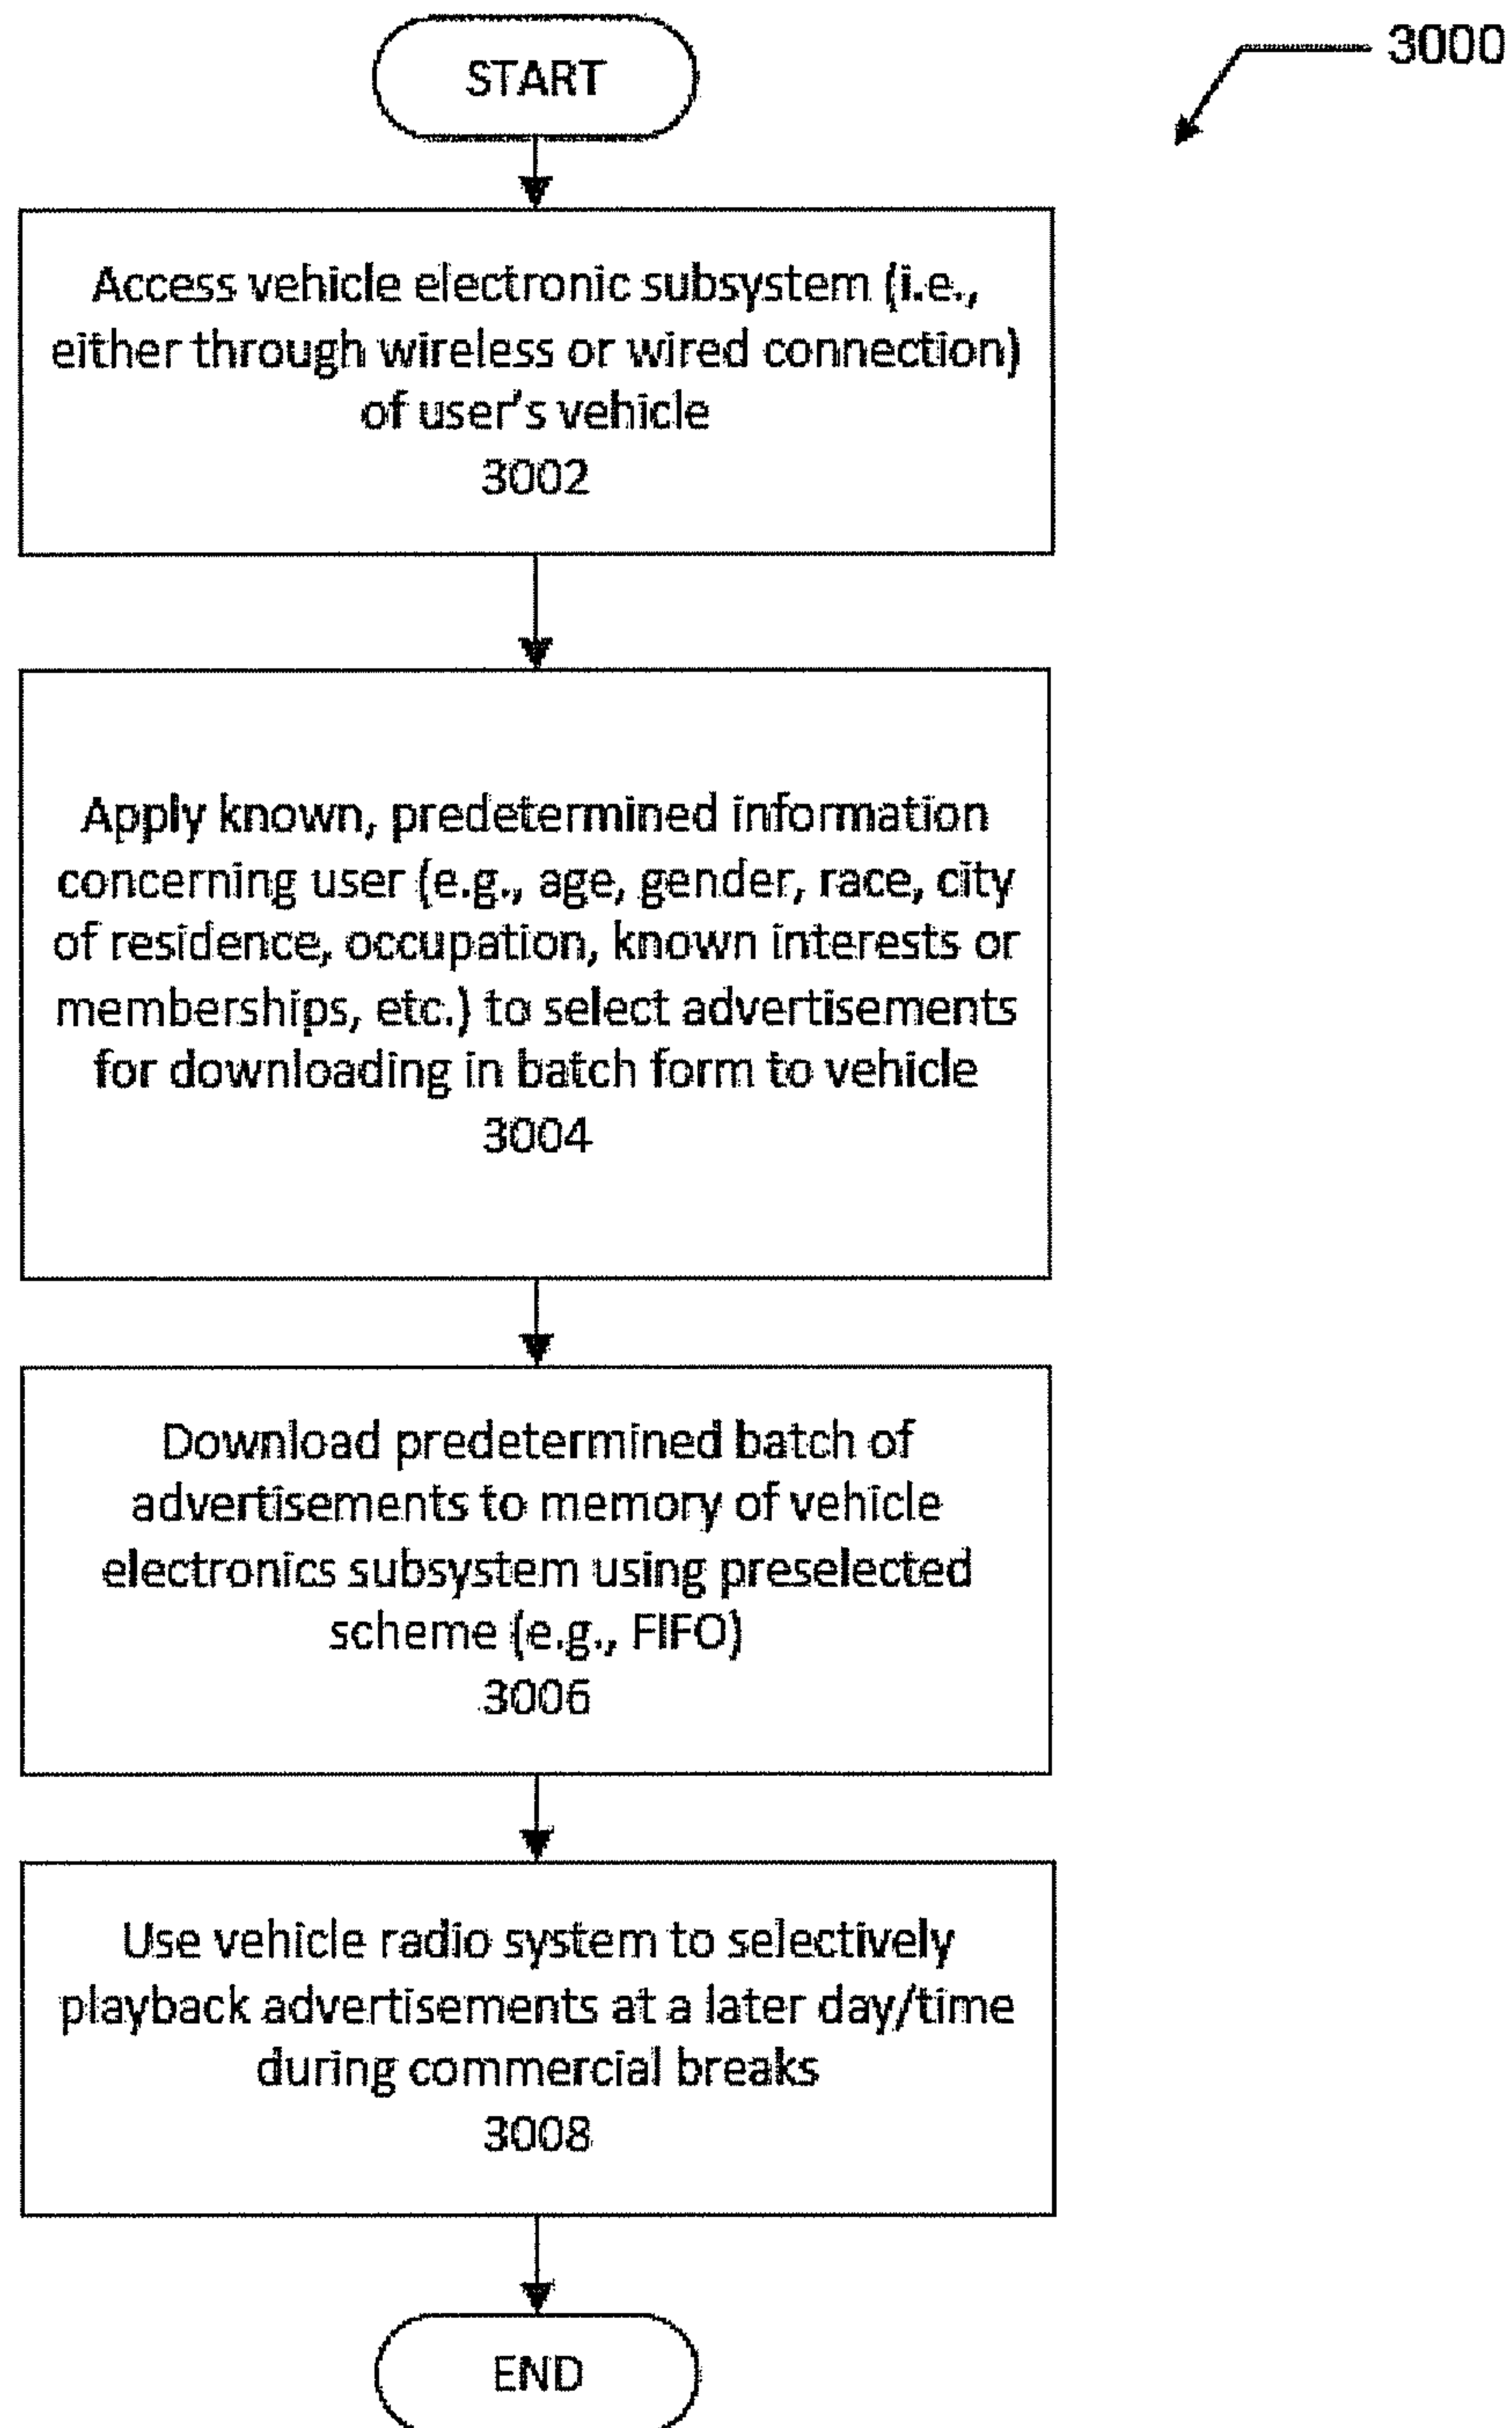 START
3000
Access vehicle electronic subsystem (i.e.,
either through wireless or wired connection)
of user's vehicle
3002
Apply known, predetermined information
concerning user (e.g., age, gender, race, city
of residence, occupation, known interests or
memberships, etc.) to select advertisements
for downloading in batch form to vehicle
3004
Download predetermined batch of
advertisements to memory of vehicle
electronics subsystem using preselected
scheme (e.g., FIFO)
3006
Use vehicle radio system to selectively
playback advertisements at a later day/time
during commercial breaks
3008
END